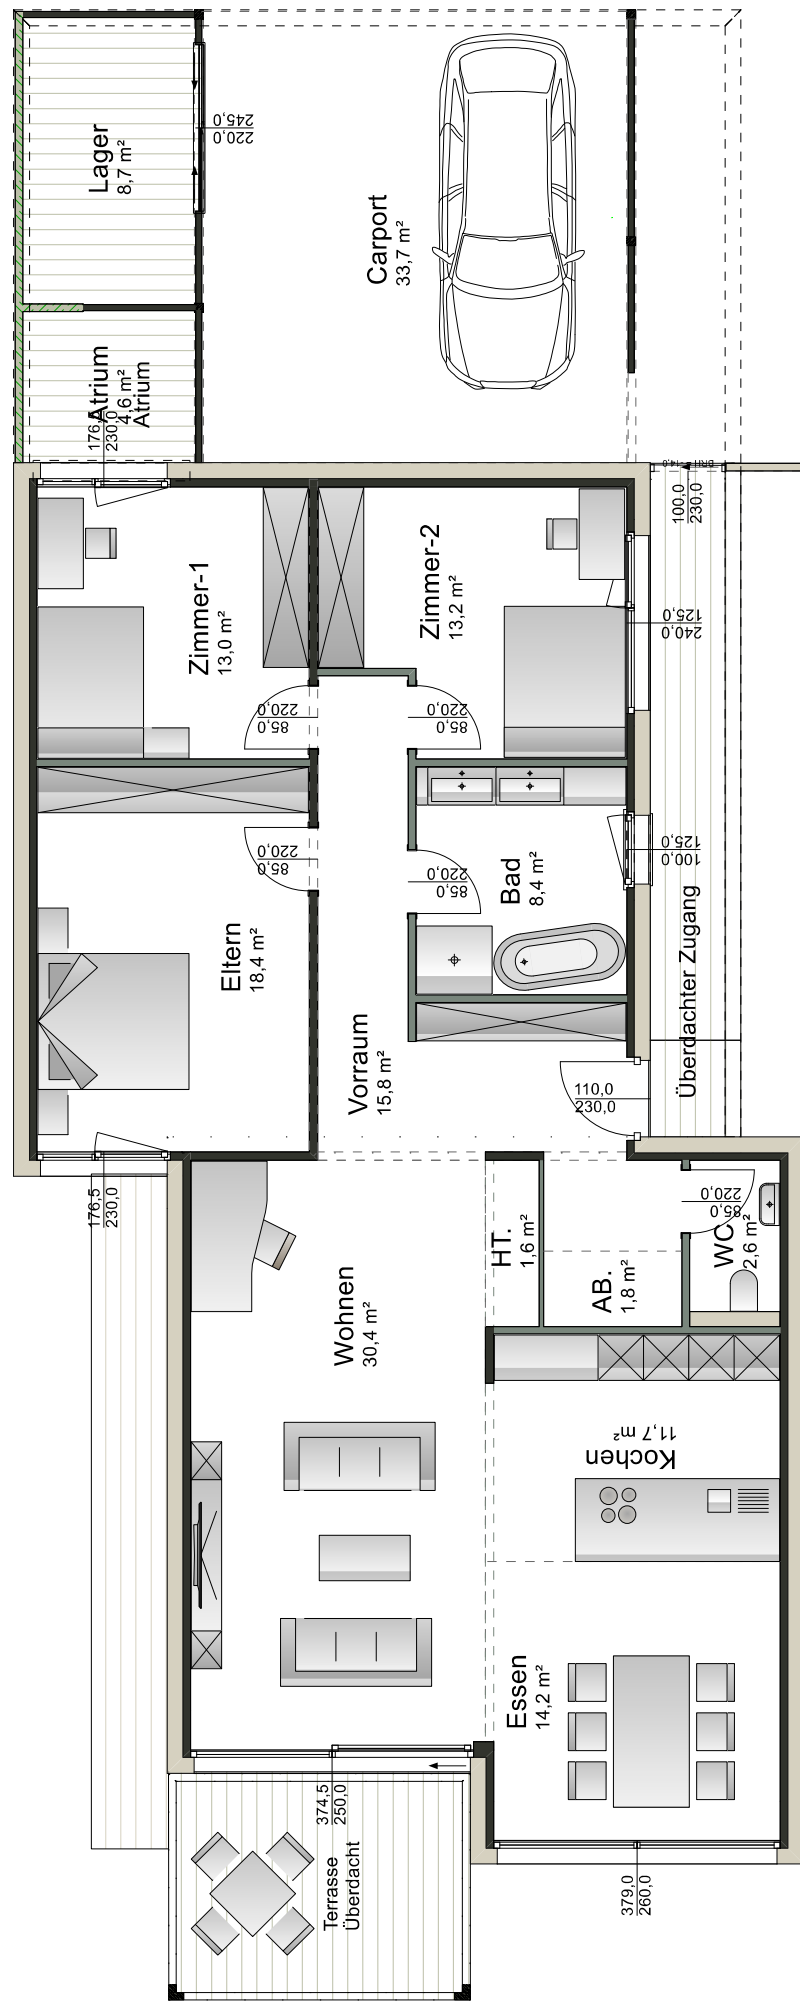 Lager
8,7 m²
245,0
220,0
Carport
33,7 m²
Atrium
4,6 m²
Atrium
176,5
230,0
100,0
230,0
Zimmer-1
13,0 m²
Zimmer-2
13,2 m²
125,0
240,0
220,0
85,0
220,0
85,0
220,0
85,0
220,0
85,0
Bad
8,4 m²
125,0
100,0
Eltern
18,4 m²
Überdachter Zugang
Vorraum
15,8 m²
110,0
230,0
176,5
230,0
HT.
1,6 m²
AB.
1,8 m²
220,0
85,0
WC
2,6 m²
Wohnen
30,4 m²
Kochen
11,7 m²
Essen
14,2 m²
374,5
250,0
Terrasse
Überdacht
379,0
260,0